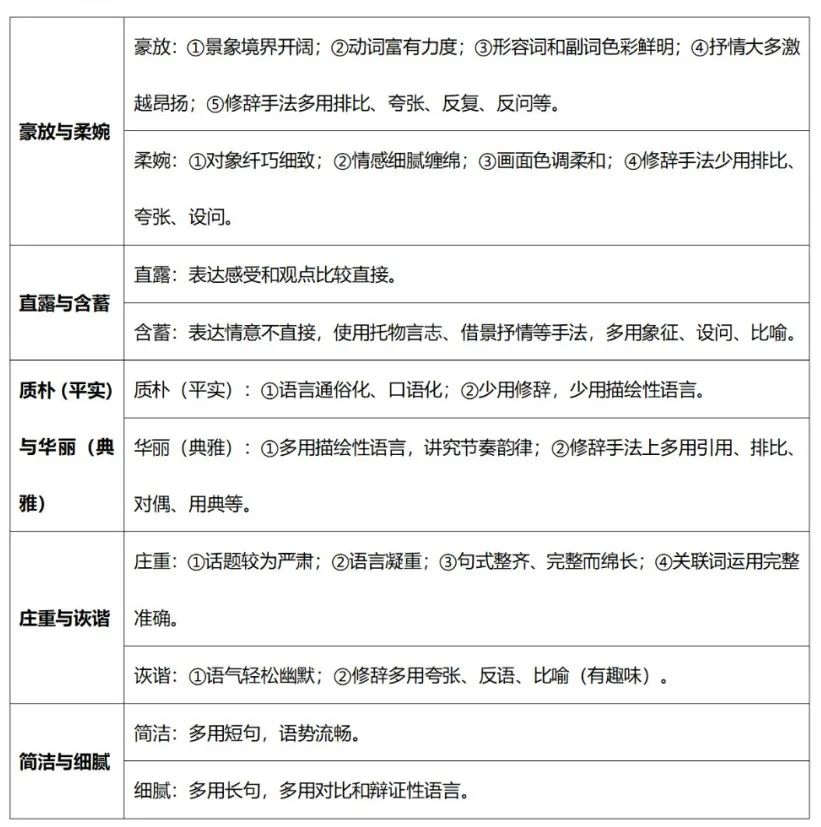 豪放与柔婉
豪放：①景象境界开阔；②动词富有力度；③形容词和副词色彩鲜明；④抒情大多激
越昂扬；⑤修辞手法多用排比、夸张、反复、反问等。
柔婉：①对象纤巧细致；②情感细腻缠绵；③画面色调柔和；④修辞手法少用排比、
夸张、设问。
直露与含蓄
直露：表达感受和观点比较直接。
含蓄：表达情意不直接，使用托物言志、借景抒情等手法，多用象征、设问、比喻。
质朴（平实）
与华丽（典
雅）
质朴（平实）：①语言通俗化、口语化；②少用修辞，少用描绘性语言。
华丽（典雅）：①多用描绘性语言，讲究节奏韵律；②修辞手法上多用引用、排比、
对偶、用典等。
庄重与诙谐
庄重：①话题较为严肃；②语言凝重；③句式整齐、完整而绵长；④关联词运用完整
准确。
诙谐：①语气轻松幽默；②修辞多用夸张、反语、比喻（有趣味）。
简洁与细腻
简洁：多用短句，语势流畅。
细腻：多用长句，多用对比和辩证性语言。